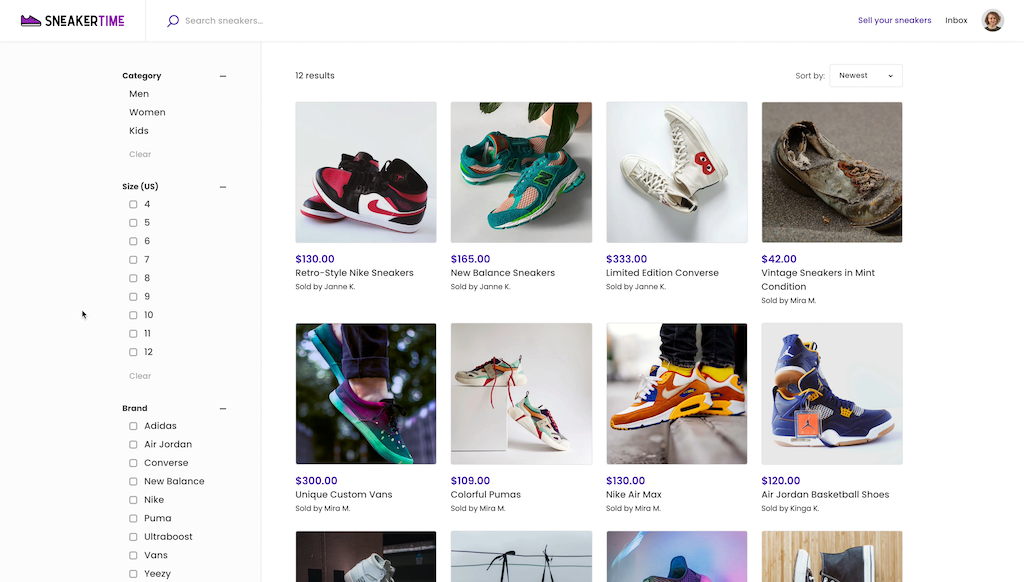 SNEAKERTIME
Search sneakers...
Sell your sneakers
Inbox
Category
Men
Women
Kids
Clear
Size (US)
4
5
6
7
8
9
10
11
12
Clear
Brand
Adidas
Air Jordan
Converse
New Balance
Nike
Puma
Ultraboost
Vans
Yeezy
12 results
Sort by:
Newest
$130.00
Retro-Style Nike Sneakers
Sold by Janne K.
$165.00
New Balance Sneakers
Sold by Janne K.
$333.00
Limited Edition Converse
Sold by Janne K.
$42.00
Vintage Sneakers in Mint
Condition
Sold by Mira M.
$300.00
Unique Custom Vans
Sold by Mira M.
$109.00
Colorful Pumas
Sold by Mira M.
$130.00
Nike Air Max
Sold by Mira M.
$120.00
Air Jordan Basketball Shoes
Sold by Kinga K.